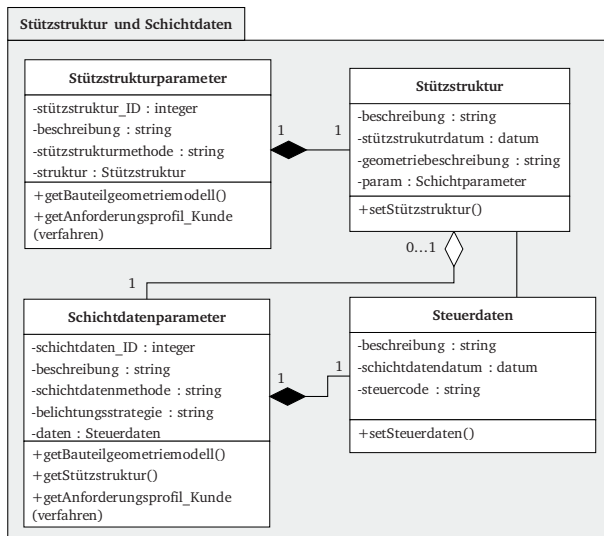 Stützstruktur und Schichtdaten
Stützstrukturparameter
-stützstruktur_ID : integer
-beschreibung : string
-stützstrukturmethode : string
-struktur : Stützstruktur
+getBauteilgeometriemodell()
+getAnforderungsprofil_Kunde
(verfahren)
1
1
Stützstruktur
-beschreibung : string
-stützstrukutrdatum : datum
-geometriebeschreibung : string
-param : Schichtparameter
+setStützstruktur()
0...1
1
Schichtdatenparameter
-schichtdaten_ID : integer
-beschreibung : string
-schichtdatenmethode : string
-belichtungsstrategie : string
-daten : Steuerdaten
+getBauteilgeometriemodell()
+getStützstruktur()
+getAnforderungsprofil_Kunde
(verfahren)
1
1
Steuerdaten
-beschreibung : string
-schichtdatendatum : datum
-steuercode : string
+setSteuerdaten()